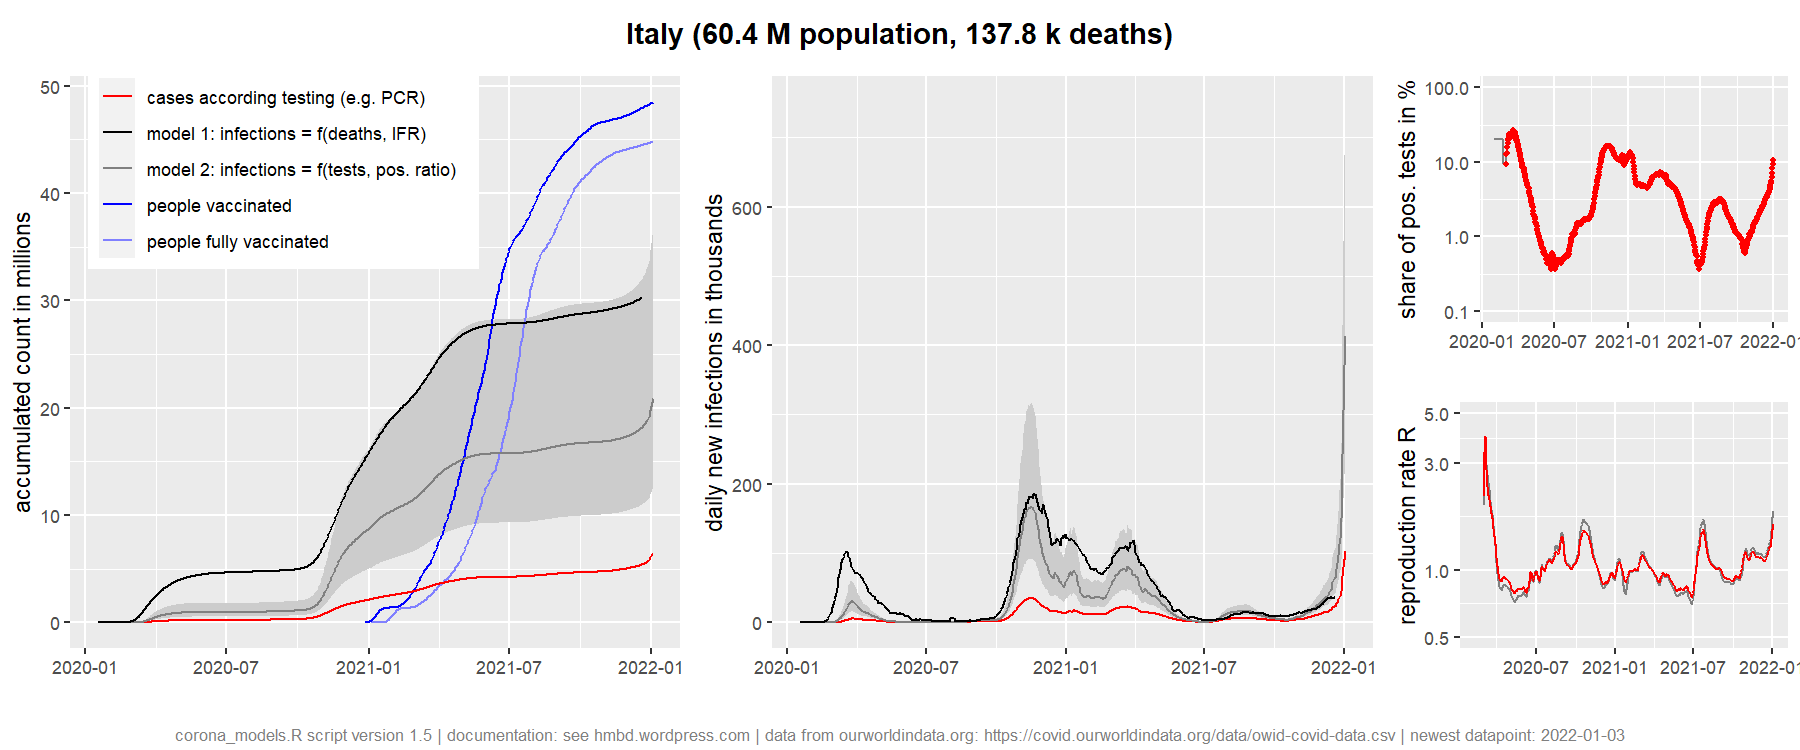 Italy (60.4 M population, 137.8 k deaths)
accumulated count in millions
50
40
30
20
10
0
cases according testing (e.g. PCR)
model 1: infections = f(deaths, IFR)
model 2: infections = f(tests, pos. ratio)
people vaccinated
people fully vaccinated
2020-01 2020-07 2021-01 2021-07 2022-01
daily new infections in thousands
600
400
200
0
2020-01 2020-07 2021-01 2021-07 2022-01
share of pos. tests in %
100.0
10.0
1.0
0.1
2020-01 2020-07 2021-01 2021-07 2022-01
reproduction rate R
5.0
3.0
1.0
0.5
2020-07 2021-01 2021-07 2022-01
corona_models.R script version 1.5 | documentation: see hmbd.wordpress.com | data from ourworldindata.org: https://covid.ourworldindata.org/data/owid-covid-data.csv | newest datapoint: 2022-01-03